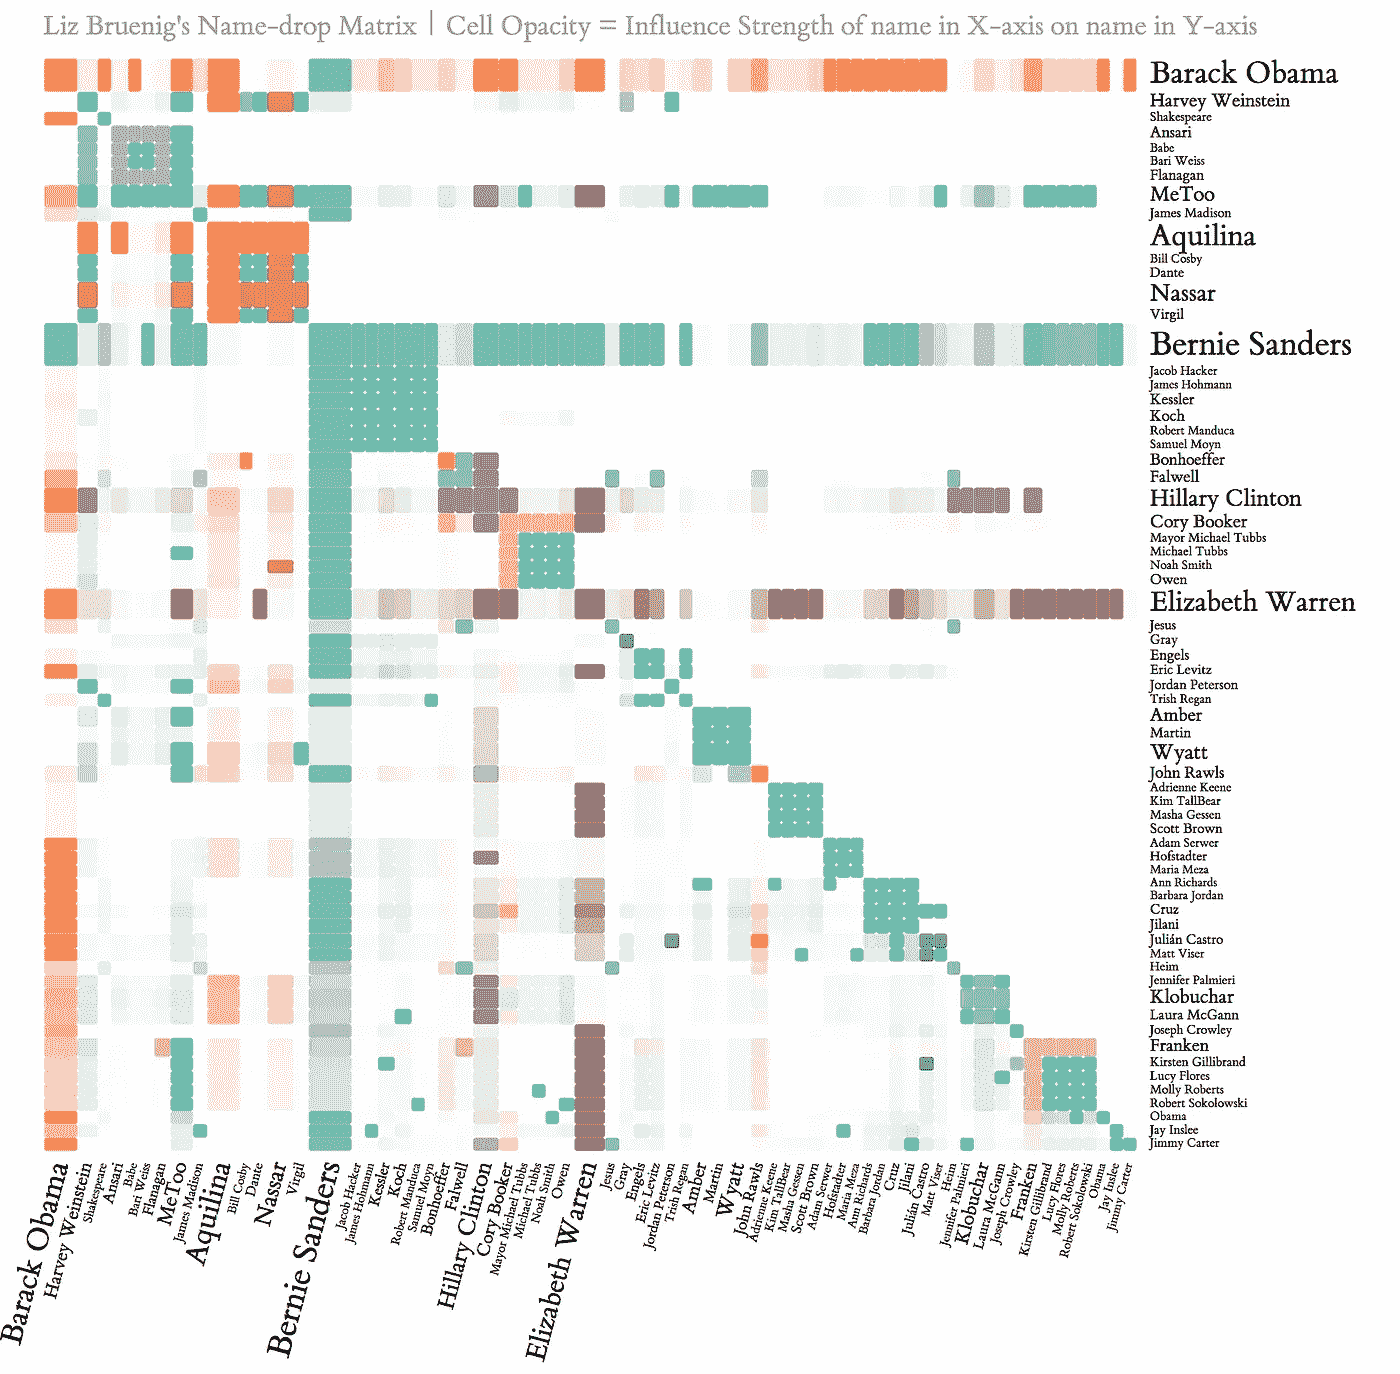 Liz Bruenig's Name-drop Matrix | Cell Opacity = Influence Strength of name in X-axis on name in Y-axis
Barack Obama
Harvey Weinstein
Shakespeare
Ansari
Babe
Bari Weiss
Flanagan
MeToo
James Madison
Aquilina
Bill Cosby
Dante
Nassar
Virgil
Bernie Sanders
Jacob Hacker
James Hohmann
Kessler
Koch
Robert Manduca
Samuel Moyn
Bonhoeffer
Falwell
Hillary Clinton
Cory Booker
Mayor Michael Tubbs
Michael Tubbs
Noah Smith
Owen
Elizabeth Warren
Jesus
Gray
Engels
Eric Levitz
Jordan Peterson
Trish Regan
Amber
Martin
Wyatt
John Rawls
Adrienne Keene
Kim TallBear
Masha Gessen
Scott Brown
Adam Serwer
Hofstadter
Maria Meza
Ann Richards
Barbara Jordan
Cruz
Jilani
Julián Castro
Matt Viser
Heim
Jennifer Palmieri
Klobuchar
Laura McGann
Joseph Crowley
Franken
Kirsten Gillibrand
Lucy Flores
Molly Roberts
Robert Sokolowski
Obama
Jay Inslee
Jimmy Carter
Barack Obama
Harvey Weinstein
Shakespeare
Ansari
Babe
Bari Weiss
Flanagan
MeToo
James Madison
Aquilina
Bill Cosby
Dante
Nassar
Virgil
Bernie Sanders
Jacob Hacker
James Hohmann
Kessler
Koch
Robert Manduca
Samuel Moyn
Bonhoeffer
Falwell
Hillary Clinton
Cory Booker
Mayor Michael Tubbs
Michael Tubbs
Noah Smith
Owen
Elizabeth Warren
Jesus
Gray
Engels
Eric Levitz
Jordan Peterson
Trish Regan
Amber
Martin
Wyatt
John Rawls
Adrienne Keene
Kim TallBear
Masha Gessen
Scott Brown
Adam Serwer
Hofstadter
Maria Meza
Ann Richards
Barbara Jordan
Cruz
Jilani
Julián Castro
Matt Viser
Heim
Jennifer Palmieri
Klobuchar
Laura McGann
Joseph Crowley
Franken
Kirsten Gillibrand
Lucy Flores
Molly Roberts
Robert Sokolowski
Obama
Jay Inslee
Jimmy Carter